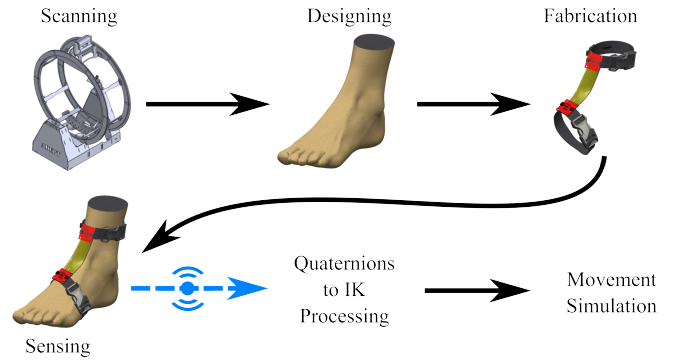 Scanning
Designing
Fabrication
Sensing
Quaternions
to IK
Processing
Movement
Simulation